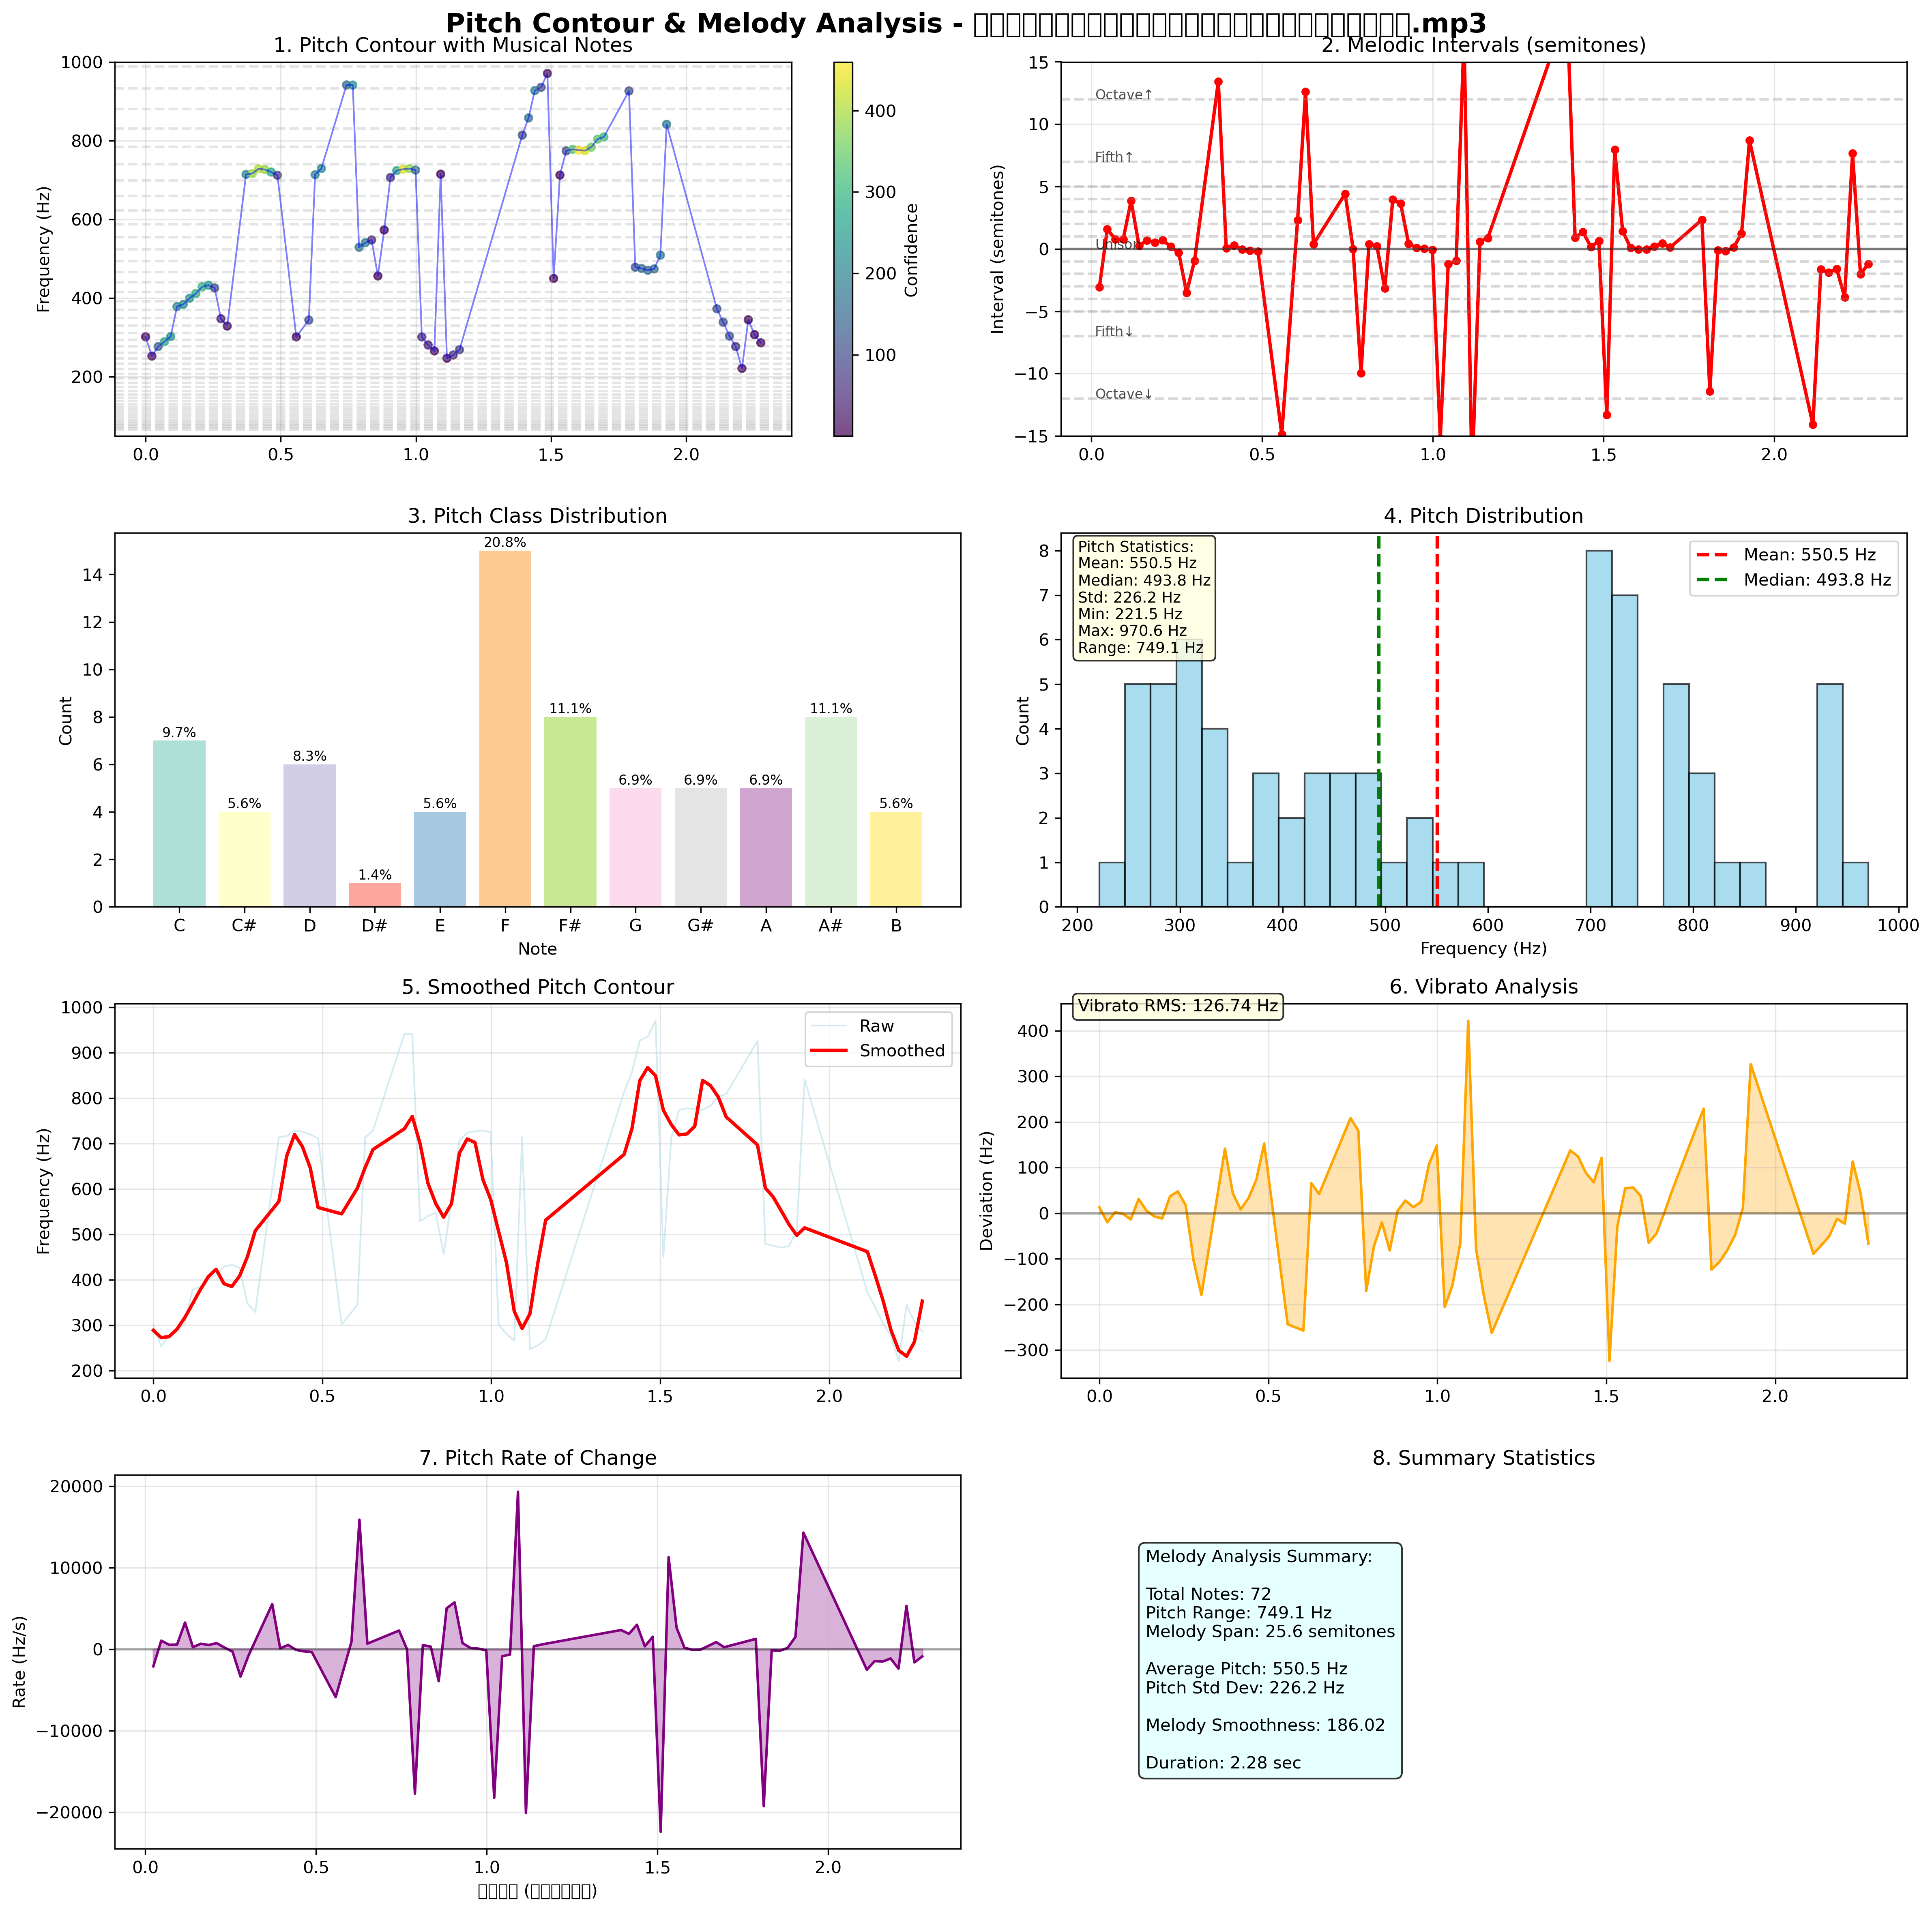 Pitch Contour & Melody Analysis - .mp3
1. Pitch Contour with Musical Notes
Frequency (Hz)
1000
800
600
400
200
0.0 0.5 1.0 1.5 2.0
400
300
200
100
Confidence
2. Melodic Intervals (semitones)
Interval (semitones)
15
10
5
0
−5
−10
−15
Octave↑
Fifth↑
Unison
Fifth↓
Octave↓
0.0 0.5 1.0 1.5 2.0
3. Pitch Class Distribution
Count
14
12
10
8
6
4
2
0
9.7% 5.6% 8.3% 1.4% 5.6% 20.8% 11.1% 6.9% 6.9% 6.9% 11.1% 5.6%
C C# D D# E F F# G G# A A# B
Note
4. Pitch Distribution
Count
8
7
6
5
4
3
2
1
0
Pitch Statistics:
Mean: 550.5 Hz
Median: 493.8 Hz
Std: 226.2 Hz
Min: 221.5 Hz
Max: 970.6 Hz
Range: 749.1 Hz
Mean: 550.5 Hz
Median: 493.8 Hz
200 300 400 500 600 700 800 900 1000
Frequency (Hz)
5. Smoothed Pitch Contour
Frequency (Hz)
1000
900
800
700
600
500
400
300
200
Raw
Smoothed
0.0 0.5 1.0 1.5 2.0
6. Vibrato Analysis
Vibrato RMS: 126.74 Hz
Deviation (Hz)
400
300
200
100
0
−100
−200
−300
0.0 0.5 1.0 1.5 2.0
7. Pitch Rate of Change
Rate (Hz/s)
20000
10000
0
−10000
−20000
0.0 0.5 1.0 1.5 2.0
8. Summary Statistics
Melody Analysis Summary:
Total Notes: 72
Pitch Range: 749.1 Hz
Melody Span: 25.6 semitones
Average Pitch: 550.5 Hz
Pitch Std Dev: 226.2 Hz
Melody Smoothness: 186.02
Duration: 2.28 sec